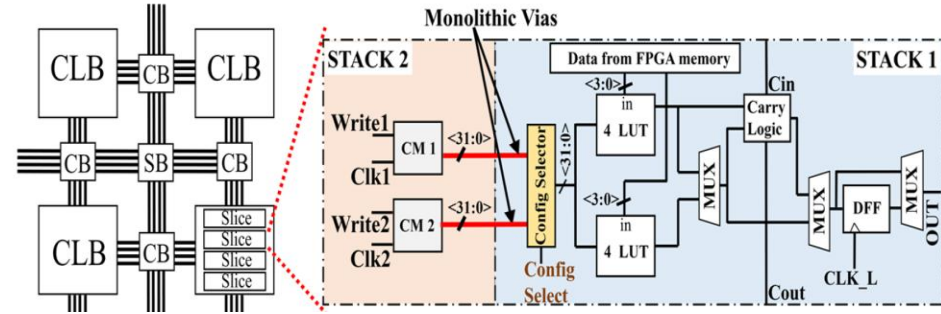 CLB
CB
CLB
CB
SB
CB
CLB
CB
Slice
Slice
Slice
Slice
Monolithic Vias
STACK 2
STACK 1
Write1
Clk1
CM 1
<31:0>
Write2
Clk2
CM 2
<31:0>
Config Selector
Config
Select
<31:0>
Data from FPGA memory
<3:0>
in
4 LUT
<3:0>
in
4 LUT
MUX
Cin
Carry
Logic
Cout
MUX
DFF
CLK_L
MUX
OUT